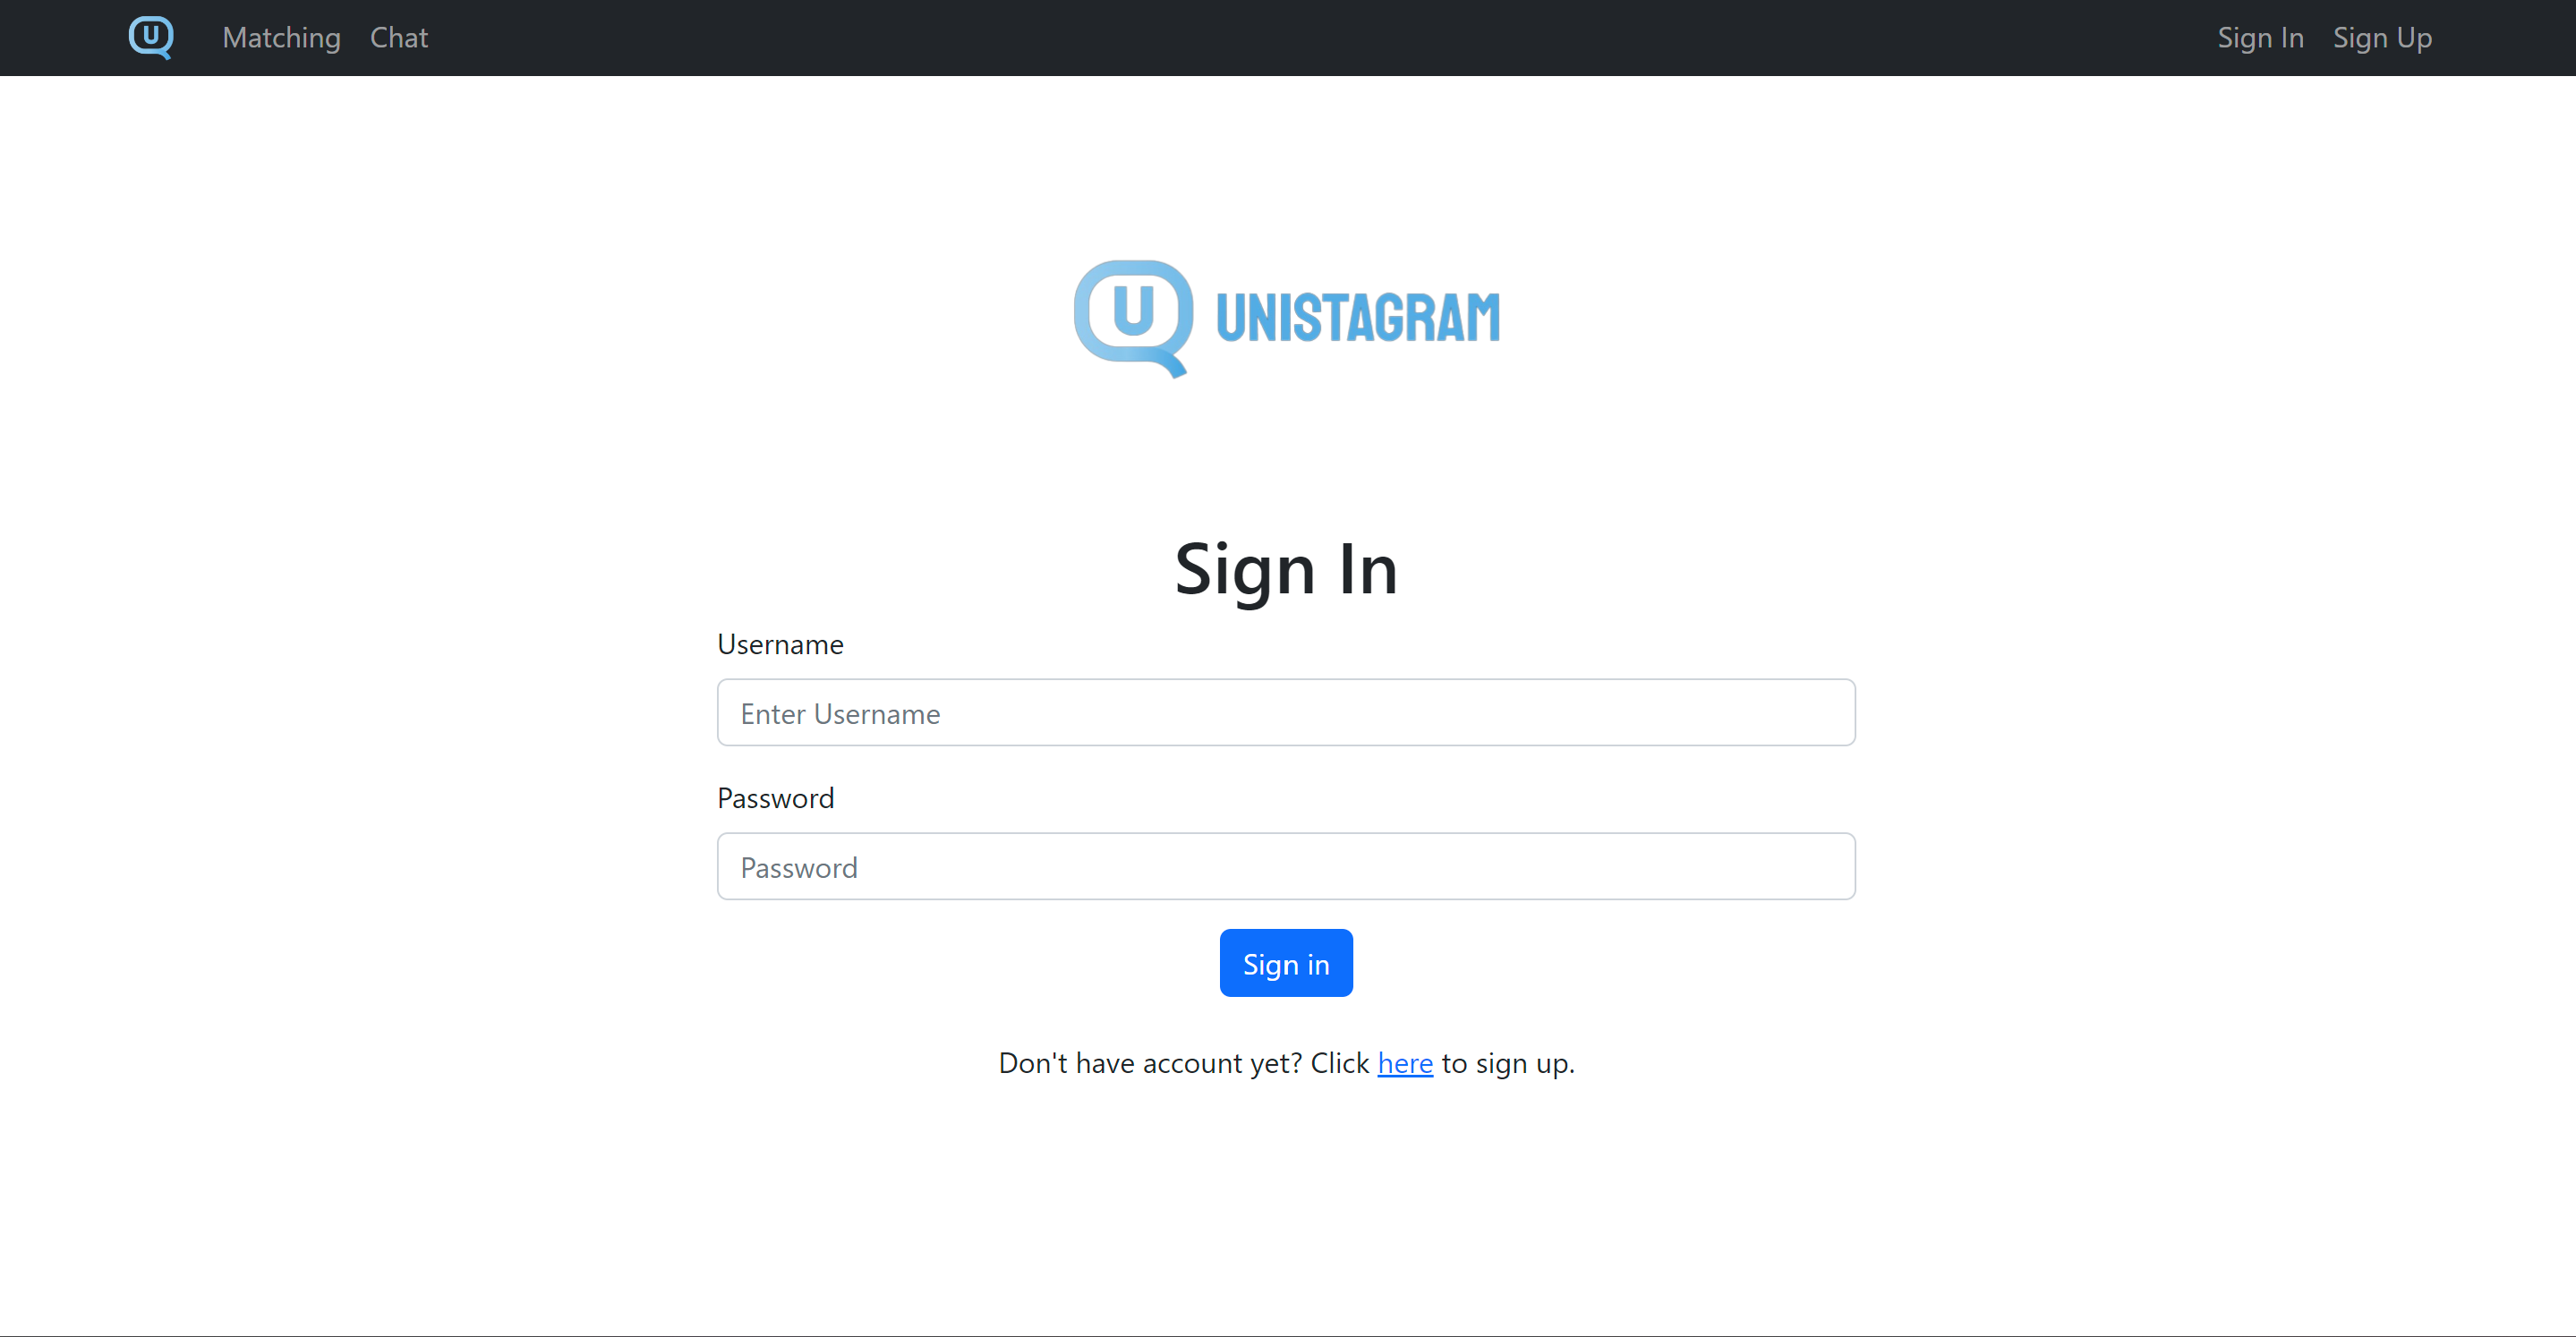 U Matching Chat Sign In Sign Up
U UNISTAGRAM
Sign In
Username
Enter Username
Password
Password
Sign in
Don't have account yet? Click here to sign up.